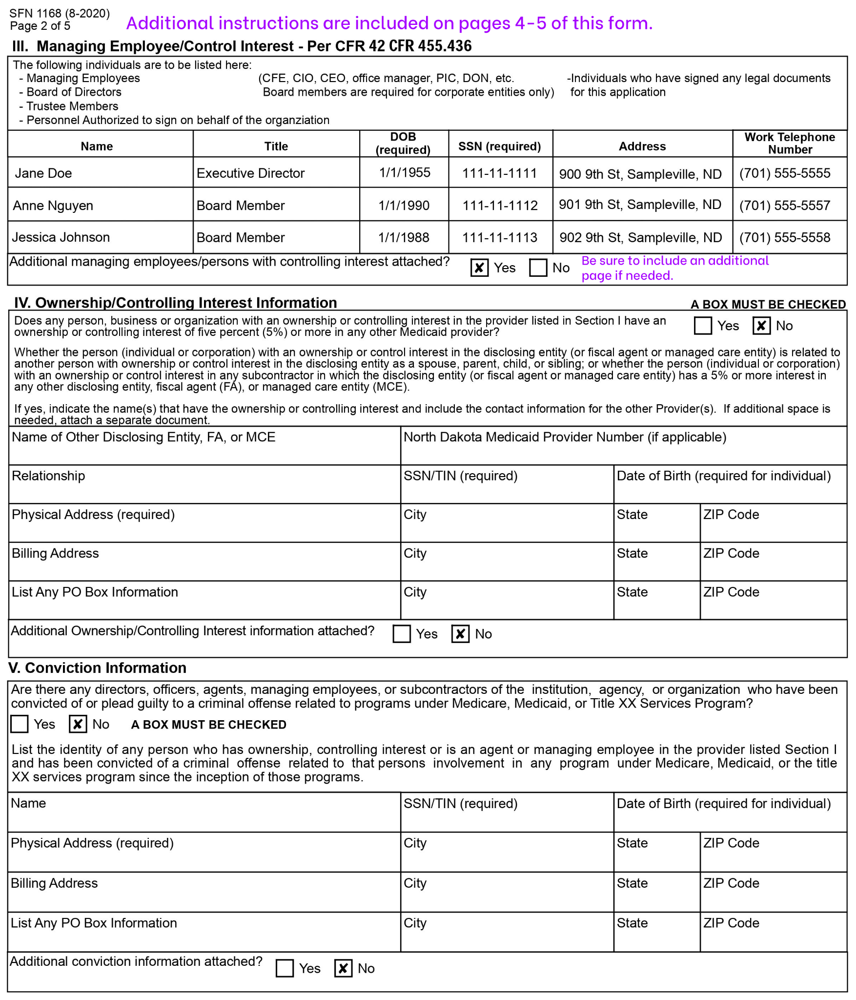 SFN 1168 (8-2020)
Page 2 of 5
Additional instructions are included on pages 4-5 of this form.
III. Managing Employee/Control Interest - Per CFR 42 CFR 455.436
The following individuals are to be listed here:
- Managing Employees (CFE, CIO, CEO, office manager, PIC, DON, etc. -Individuals who have signed any legal documents
- Board of Directors Board members are required for corporate entities only) for this application
- Trustee Members
- Personnel Authorized to sign on behalf of the organziation
Name Title DOB (required) SSN (required) Address Work Telephone Number
Jane Doe Executive Director 1/1/1955 111-11-1111 900 9th St, Sampleville, ND (701) 555-5555
Anne Nguyen Board Member 1/1/1990 111-11-1112 901 9th St, Sampleville, ND (701) 555-5557
Jessica Johnson Board Member 1/1/1988 111-11-1113 902 9th St, Sampleville, ND (701) 555-5558
Additional managing employees/persons with controlling interest attached? ✘ Yes No Be sure to include an additional
page if needed.
IV. Ownership/Controlling Interest Information A BOX MUST BE CHECKED
Does any person, business or organization with an ownership or controlling interest in the provider listed in Section I have an
ownership or controlling interest of five percent (5%) or more in any other Medicaid provider? Yes ✘ No
Whether the person (individual or corporation) with an ownership or control interest in the disclosing entity (or fiscal agent or managed care entity) is related to
another person with ownership or control interest in the disclosing entity as a spouse, parent, child, or sibling; or whether the person (individual or corporation)
with an ownership or control interest in any subcontractor in which the disclosing entity (or fiscal agent or managed care entity) has a 5% or more interest in
any other disclosing entity, fiscal agent (FA), or managed care entity (MCE).
If yes, indicate the name(s) that have the ownership or controlling interest and include the contact information for the other Provider(s). If additional space is
needed, attach a separate document.
Name of Other Disclosing Entity, FA, or MCE North Dakota Medicaid Provider Number (if applicable)
Relationship SSN/TIN (required) Date of Birth (required for individual)
Physical Address (required) City State ZIP Code
Billing Address City State ZIP Code
List Any PO Box Information City State ZIP Code
Additional Ownership/Controlling Interest information attached? Yes ✘ No
V. Conviction Information
Are there any directors, officers, agents, managing employees, or subcontractors of the institution, agency, or organization who have been
convicted of or plead guilty to a criminal offense related to programs under Medicare, Medicaid, or Title XX Services Program?
Yes ✘ No A BOX MUST BE CHECKED
List the identity of any person who has ownership, controlling interest or is an agent or managing employee in the provider listed Section I
and has been convicted of a criminal offense related to that persons involvement in any program under Medicare, Medicaid, or the title
XX services program since the inception of those programs.
Name SSN/TIN (required) Date of Birth (required for individual)
Physical Address (required) City State ZIP Code
Billing Address City State ZIP Code
List Any PO Box Information City State ZIP Code
Additional conviction information attached? Yes ✘ No